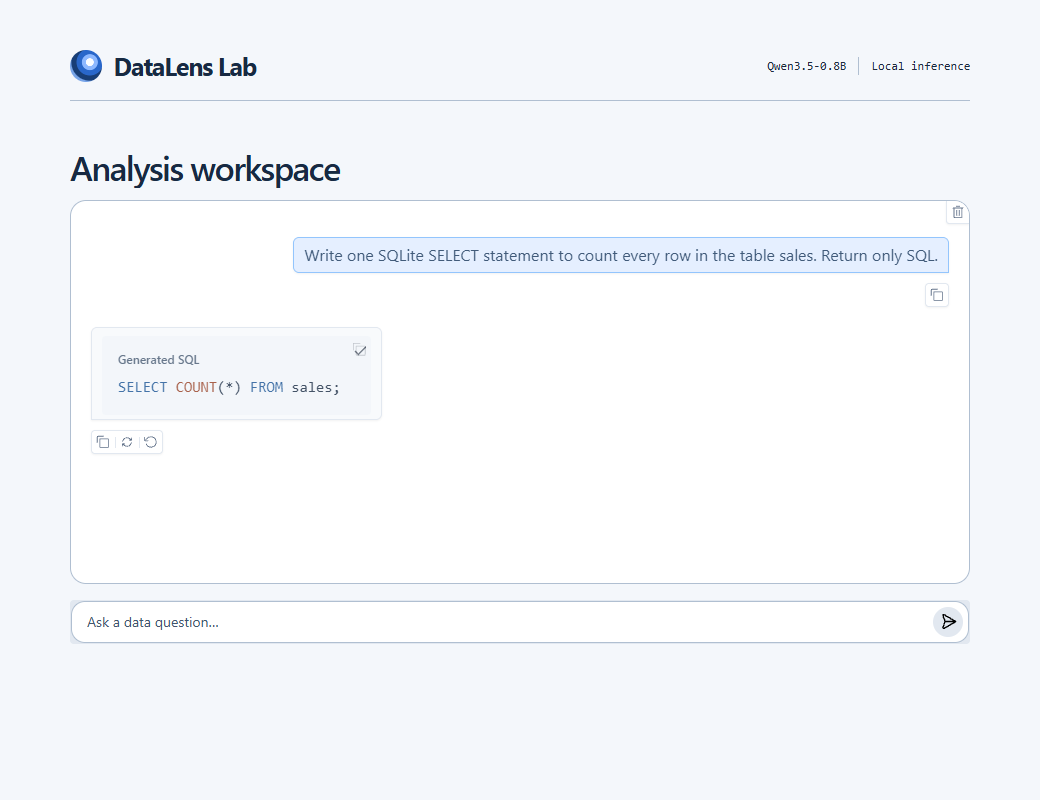 DataLens Lab
Qwen3.5-0.8B
Local inference
Analysis workspace
Write one SQLite SELECT statement to count every row in the table sales. Return only SQL.
Generated SQL
SELECT COUNT(*) FROM sales;
Ask a data question...